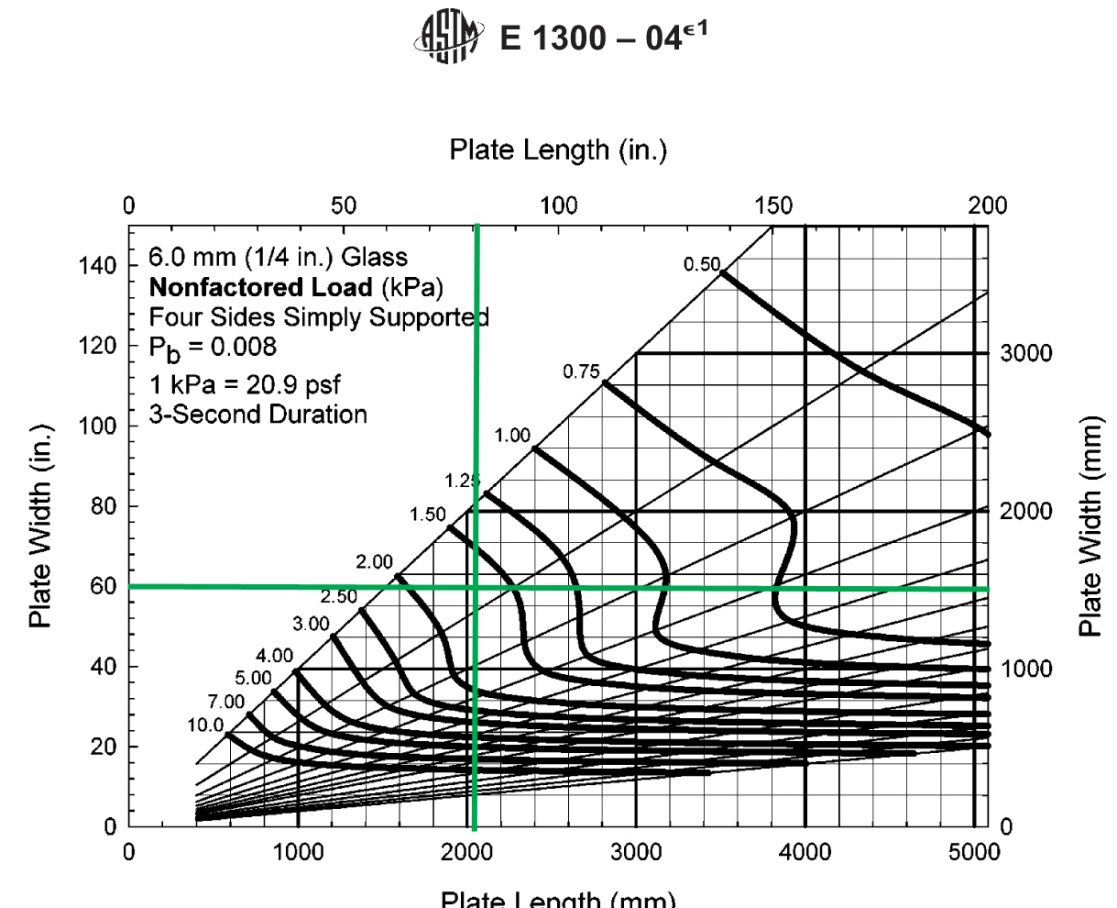 ASTM E 1300 – 04ε1
Plate Length (in.)
0 50 100 150 200
6.0 mm (1/4 in.) Glass
Nonfactored Load (kPa)
Four Sides Simply Supported
Pb = 0.008
1 kPa = 20.9 psf
3-Second Duration
Plate Width (in.)
140
120
100
80
60
40
20
0
0.50
0.75
1.00
1.25
1.50
2.00
2.50
3.00
4.00
5.00
7.00
10.0
3000
2000
1000
0
Plate Width (mm)
0 1000 2000 3000 4000 5000
Plate Length (mm)